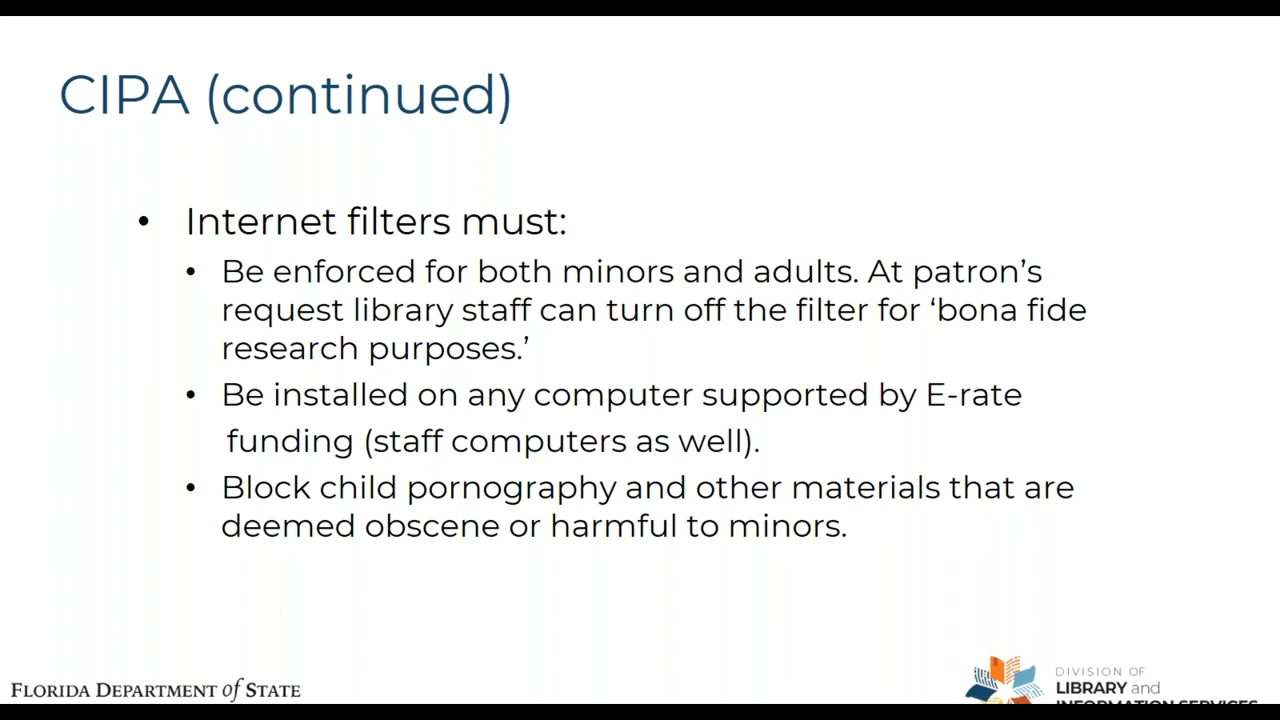 CIPA (continued)
• Internet filters must:
• Be enforced for both minors and adults. At patron’s
request library staff can turn off the filter for ‘bona fide
research purposes.’
• Be installed on any computer supported by E-rate
funding (staff computers as well).
• Block child pornography and other materials that are
deemed obscene or harmful to minors.
FLORIDA DEPARTMENT of STATE
DIVISION OF
LIBRARY and
INFORMATION SERVICES